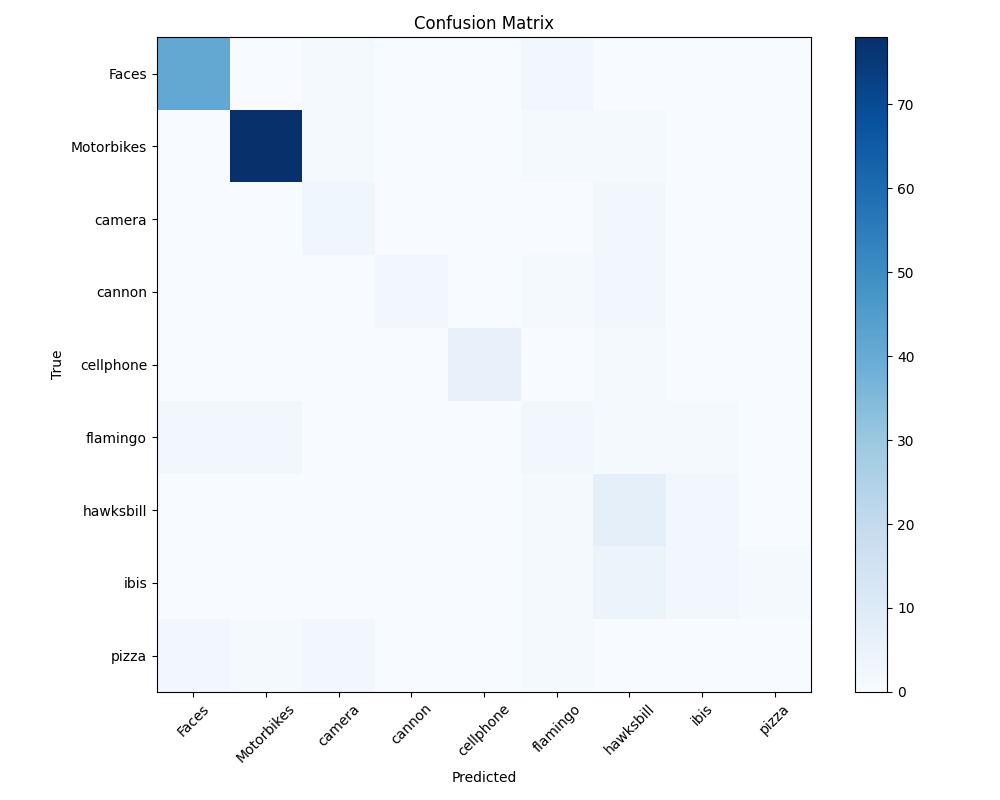 Confusion Matrix
Faces
Motorbikes
camera
cannon
cellphone
flamingo
hawksbill
ibis
pizza
True
Faces
Motorbikes
camera
cannon
cellphone
flamingo
hawksbill
ibis
pizza
Predicted
70
60
50
40
30
20
10
0